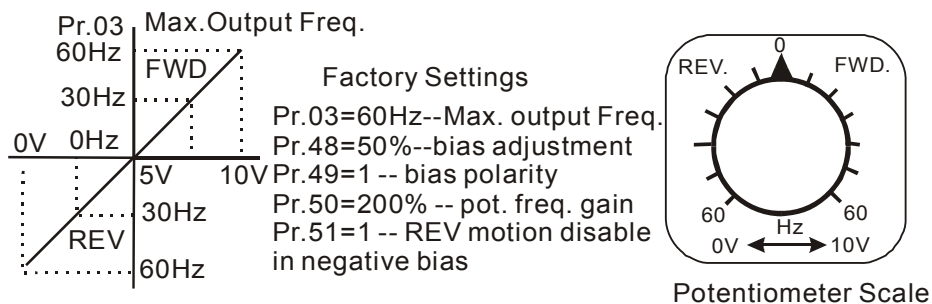 Pr.03 Max.Output Freq.
60Hz
FWD
30Hz
0V 0Hz
5V 10V
30Hz
REV
60Hz
Factory Settings
Pr.03=60Hz--Max. output Freq.
Pr.48=50%--bias adjustment
Pr.49=1 -- bias polarity
Pr.50=200% -- pot. freq. gain
Pr.51=1 -- REV motion disable
in negative bias
0
REV. FWD.
60 60
Hz
0V 10V
Potentiometer Scale